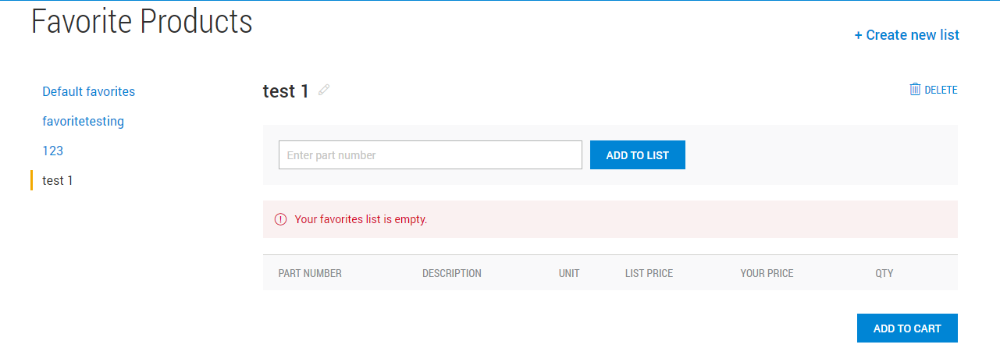 Favorite Products
+ Create new list
Default favorites
favoritetesting
123
test 1
test 1
DELETE
Enter part number
ADD TO LIST
Your favorites list is empty.
PART NUMBER DESCRIPTION UNIT LIST PRICE YOUR PRICE QTY
ADD TO CART